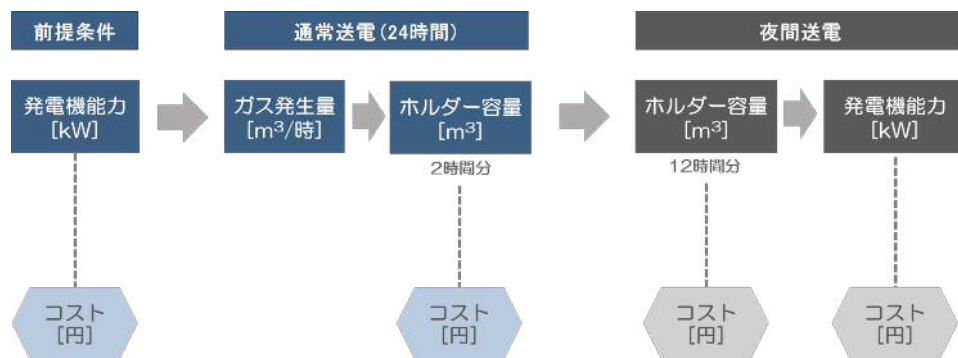 前提条件
通常送電(24時間)
夜間送電
発電機能力
[kW]
ガス発生量
[m³/時]
ホルダー容量
[m³]
2時間分
ホルダー容量
[m³]
12時間分
発電機能力
[kW]
コスト
[円]
コスト
[円]
コスト
[円]
コスト
[円]